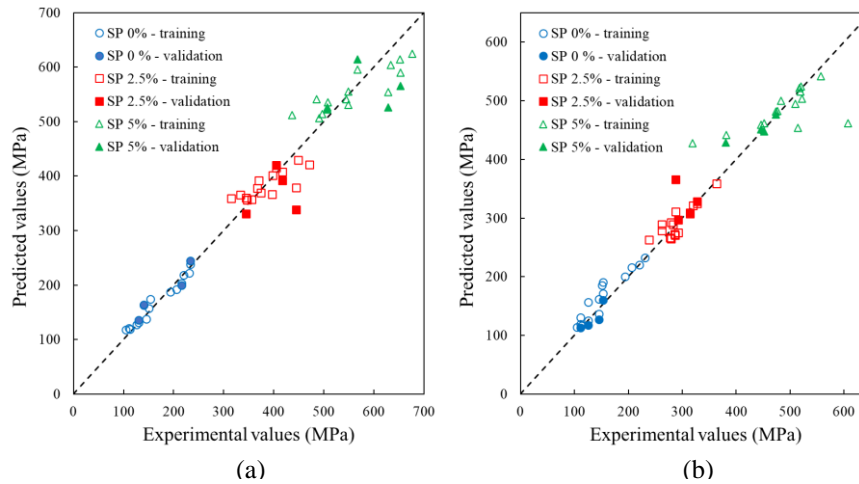 SP 0% - training
SP 0 % - validation
SP 2.5% - training
SP 2.5% - validation
SP 5% - training
SP 5% - validation
Predicted values (MPa)
700
600
500
400
300
200
100
0
0 100 200 300 400 500 600 700
Experimental values (MPa)
(a)
SP 0% - training
SP 0 % - validation
SP 2.5% - training
SP 2.5% - validation
SP 5% - training
SP 5% - validation
Predicted values (MPa)
600
500
400
300
200
100
0
0 100 200 300 400 500 600
Experimental values (MPa)
(b)